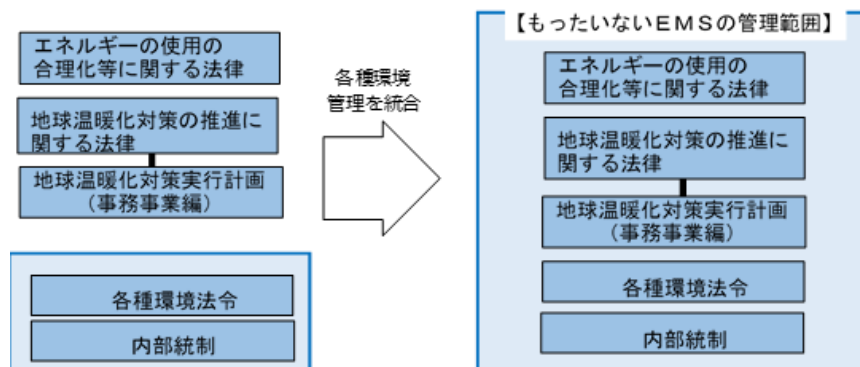 エネルギーの使用の
合理化等に関する法律
地球温暖化対策の推進に
関する法律
地球温暖化対策実行計画
(事務事業編)
各種環境法令
内部統制
各種環境
管理を統合
【もったいないEMSの管理範囲】
エネルギーの使用の
合理化等に関する法律
地球温暖化対策の推進に
関する法律
地球温暖化対策実行計画
(事務事業編)
各種環境法令
内部統制